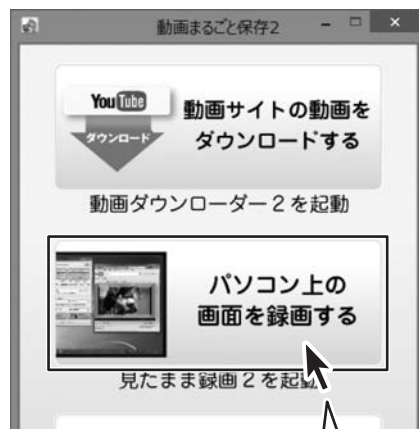 動画まるごと保存2
YouTube
ダウンロード
動画サイトの動画を
ダウンロードする
動画ダウンローダー2を起動
パソコン上の
画面を録画する
見たまま録画2を起動